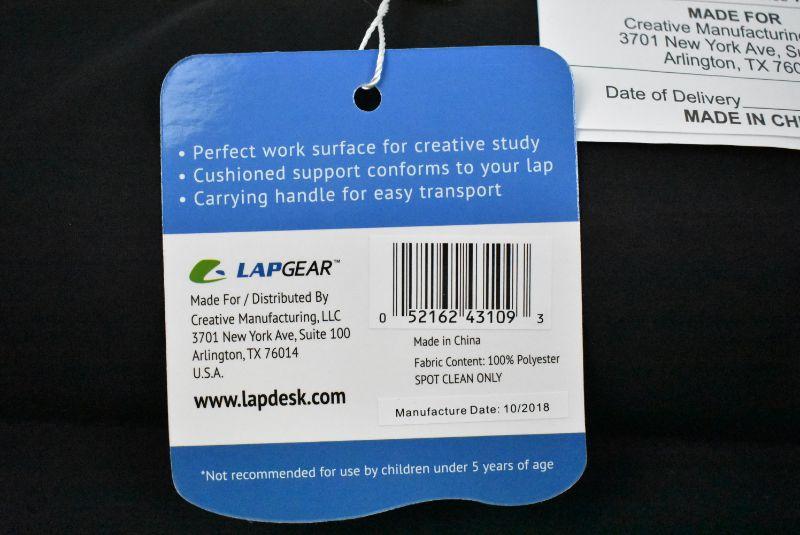 MADE FOR
Creative Manufacturing
3701 New York Ave,
Arlington, TX
Date of Delivery
MADE IN
• Perfect work surface for creative study
• Cushioned support conforms to your lap
• Carrying handle for easy transport
LAPGEAR™
Made For / Distributed By
Creative Manufacturing, LLC
3701 New York Ave, Suite 100
Arlington, TX 76014
U.S.A.
www.lapdesk.com
0 52162 43109 3
Made in China
Fabric Content: 100% Polyester
SPOT CLEAN ONLY
Manufacture Date: 10/2018
*Not recommended for use by children under 5 years of age